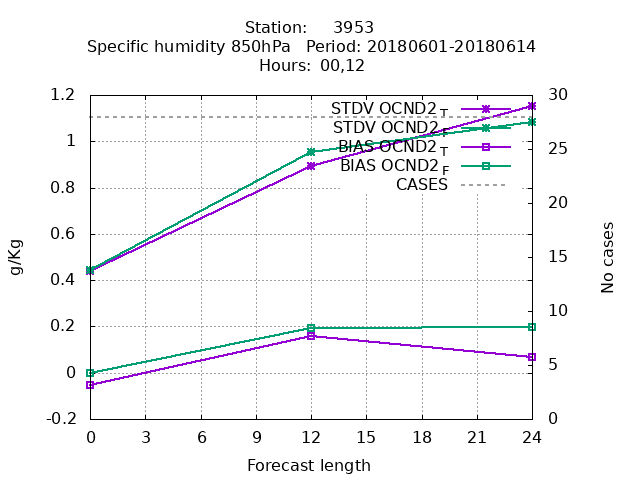 Station: 3953
Specific humidity 850hPa Period: 20180601-20180614
Hours: 00,12
1.2
1
0.8
0.6
0.4
0.2
0
-0.2
g/Kg
STDV OCND2 T
STDV OCND2 F
BIAS OCND2 T
BIAS OCND2 F
CASES
30
25
20
15
10
5
0
No cases
0 3 6 9 12 15 18 21 24
Forecast length